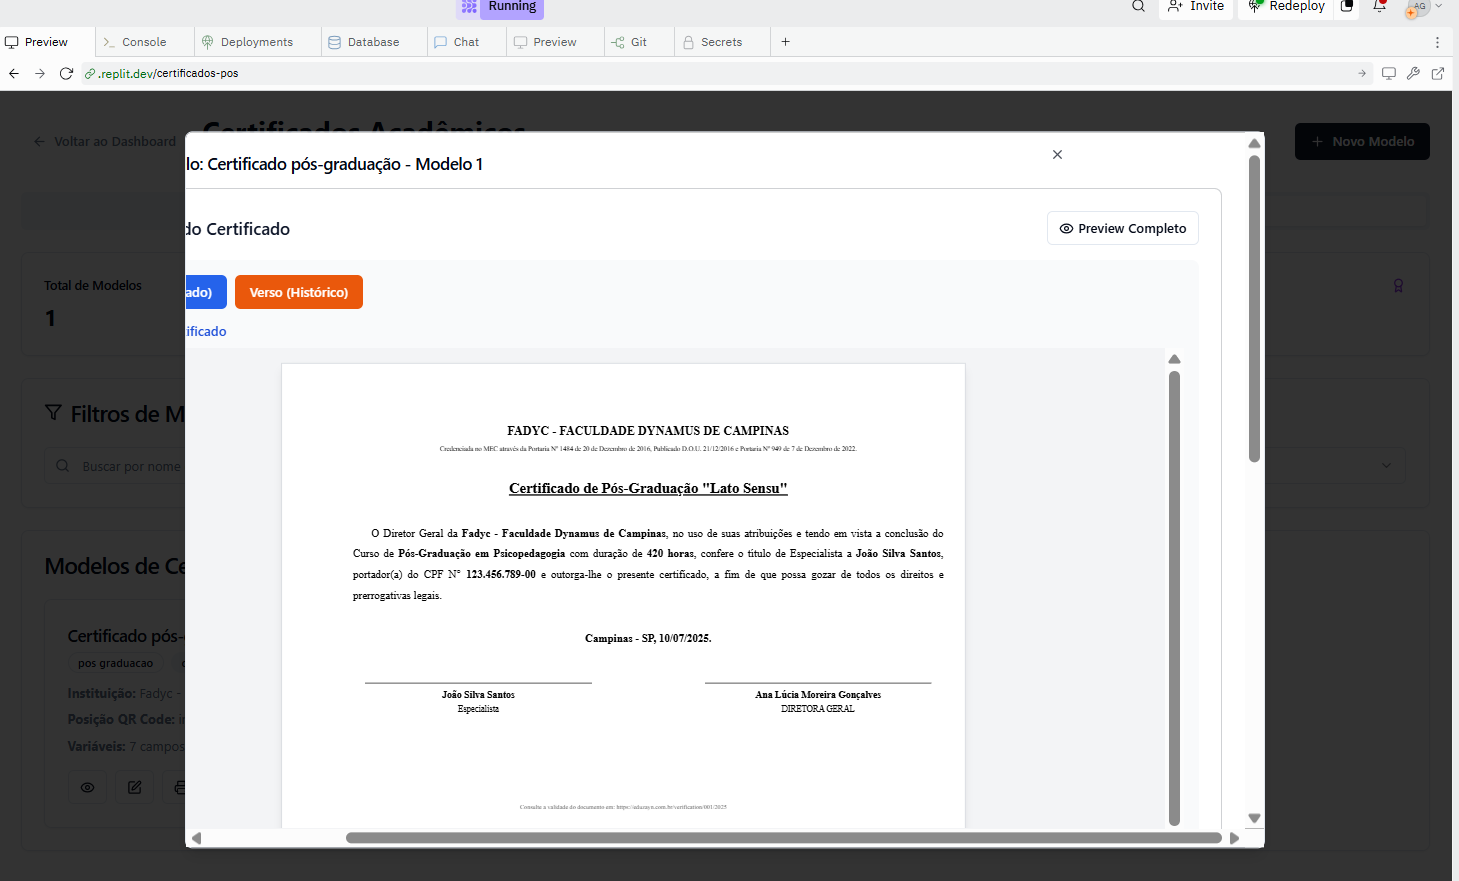 Running
Invite
Redeploy
AG
Preview
Console
Deployments
Database
Chat
Preview
Git
Secrets
.replit.dev/certificados-pos
Voltar ao Dashboard
Certificados Acadêmicos
Novo Modelo
lo: Certificado pós-graduação - Modelo 1
do Certificado
Preview Completo
Total de Modelos
1
ado)
Verso (Histórico)
tificado
Filtros de M
Buscar por nome
FADYC - FACULDADE DYNAMUS DE CAMPINAS
Credenciada no MEC através da Portaria Nº 1484 de 20 de Dezembro de 2016, Publicado D.O.U. 21/12/2016 e Portaria Nº 949 de 7 de Dezembro de 2022.
Certificado de Pós-Graduação "Lato Sensu"
O Diretor Geral da Fadyc - Faculdade Dynamus de Campinas, no uso de suas atribuições e tendo em vista a conclusão do
Curso de Pós-Graduação em Psicopedagogia com duração de 420 horas, confere o título de Especialista a João Silva Santos,
portador(a) do CPF N° 123.456.789-00 e outorga-lhe o presente certificado, a fim de que possa gozar de todos os direitos e
prerrogativas legais.
Campinas - SP, 10/07/2025.
João Silva Santos
Especialista
Ana Lúcia Moreira Gonçalves
DIRETORA GERAL
Consulte a validade do documento em: https://eduzayn.com.br/verification/001/2025
Modelos de Ce
Certificado pós-
pos graduacao
Instituição: Fadyc -
Posição QR Code: i
Variáveis: 7 campos